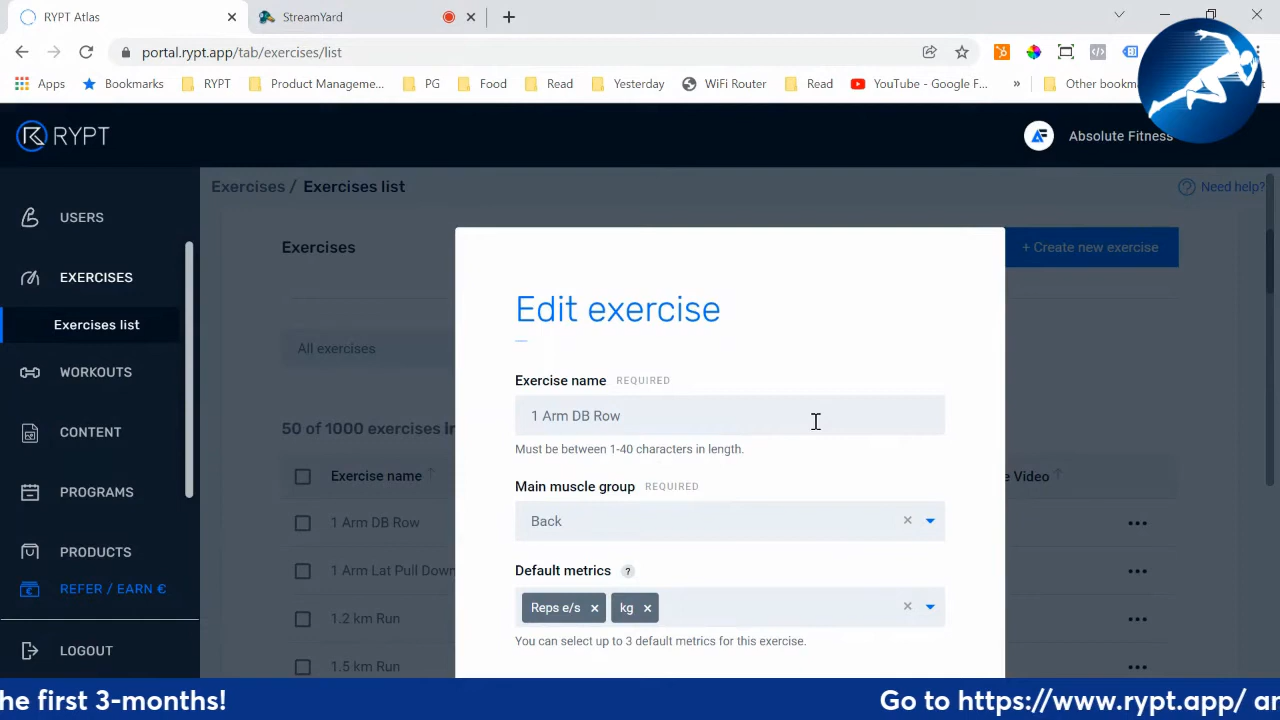 RYPT Atlas
StreamYard
portal.rypt.app/tab/exercises/list
Apps
Bookmarks
RYPT
Product Manageme...
PG
Food
Read
Yesterday
WiFi Router
Read
YouTube - Google F...
»
Other bookm
RYPT
Absolute Fitness
USERS
EXERCISES
Exercises list
WORKOUTS
CONTENT
PROGRAMS
PRODUCTS
REFER / EARN €
LOGOUT
Exercises / Exercises list
Need help?
Exercises
+ Create new exercise
All exercises
50 of 1000 exercises in
Exercise name
Video
1 Arm DB Row
1 Arm Lat Pull Down
1.2 km Run
1.5 km Run
Edit exercise
Exercise name REQUIRED
1 Arm DB Row
Must be between 1-40 characters in length.
Main muscle group REQUIRED
Back
Default metrics ?
Reps e/s × kg ×
You can select up to 3 default metrics for this exercise.
he first 3-months! Go to https://www.rypt.app/ an